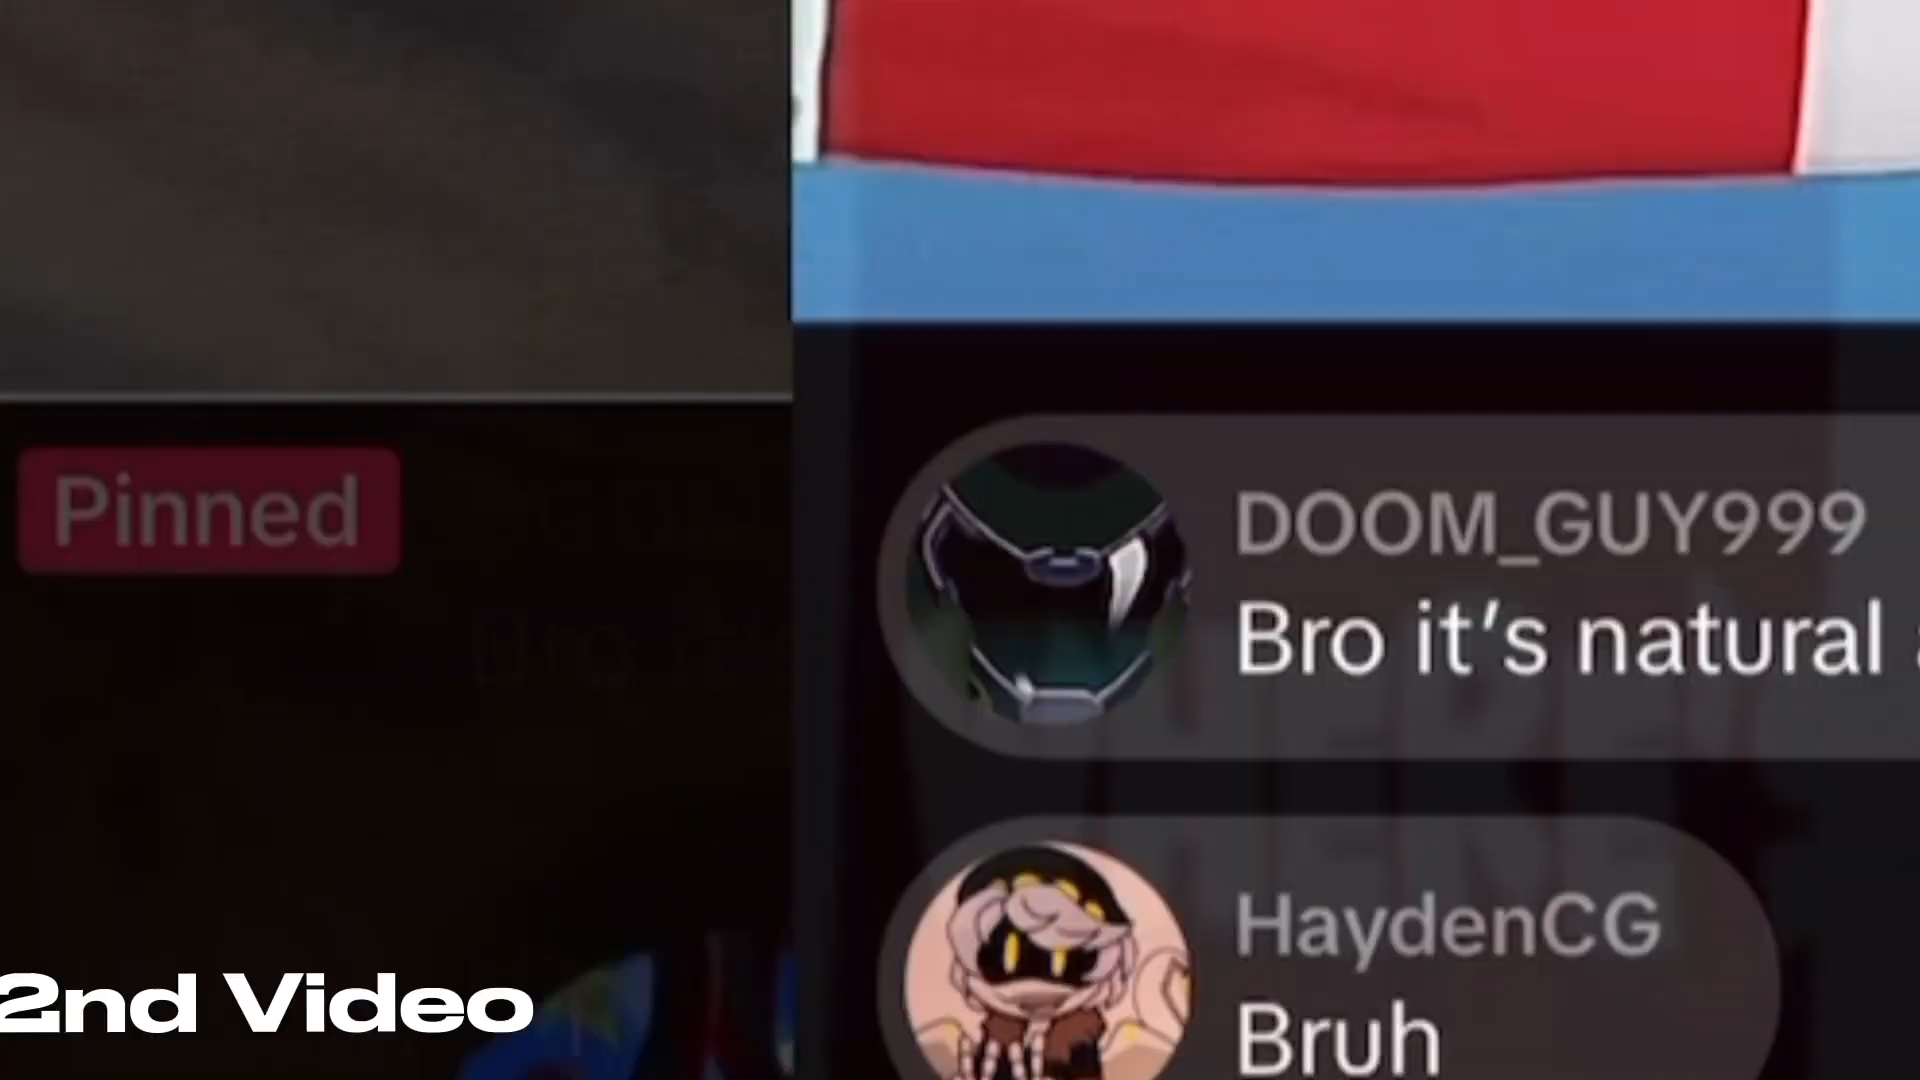 Pinned
DOOM_GUY999
Bro it's natural
HaydenCG
Bruh
2nd Video